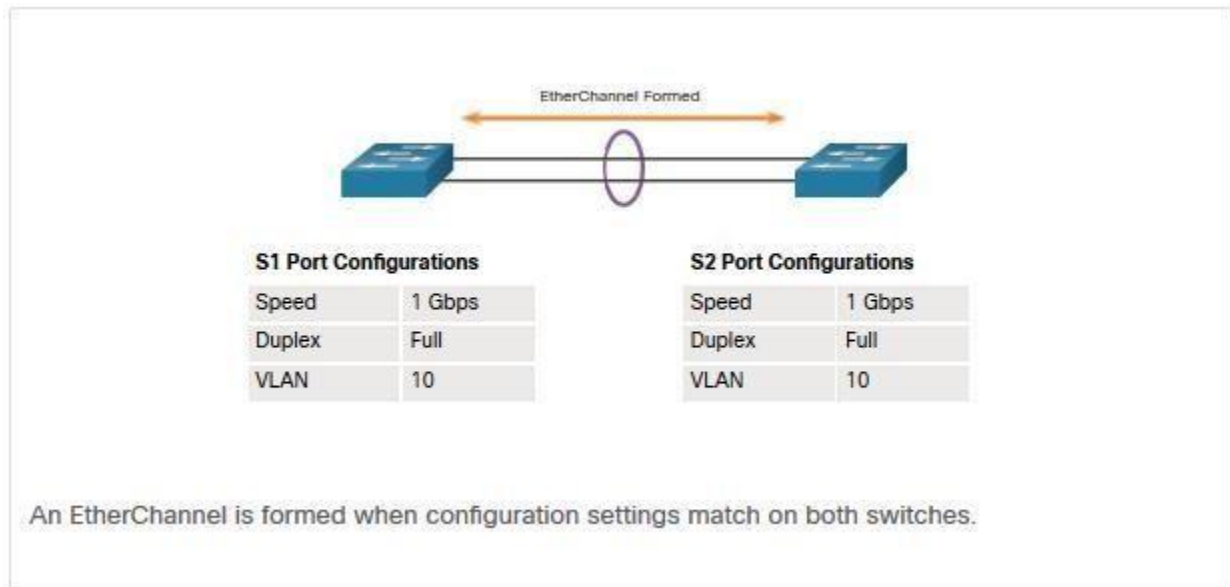 EtherChannel Formed
S1 Port Configurations
Speed 1 Gbps
Duplex Full
VLAN 10
S2 Port Configurations
Speed 1 Gbps
Duplex Full
VLAN 10
An EtherChannel is formed when configuration settings match on both switches.